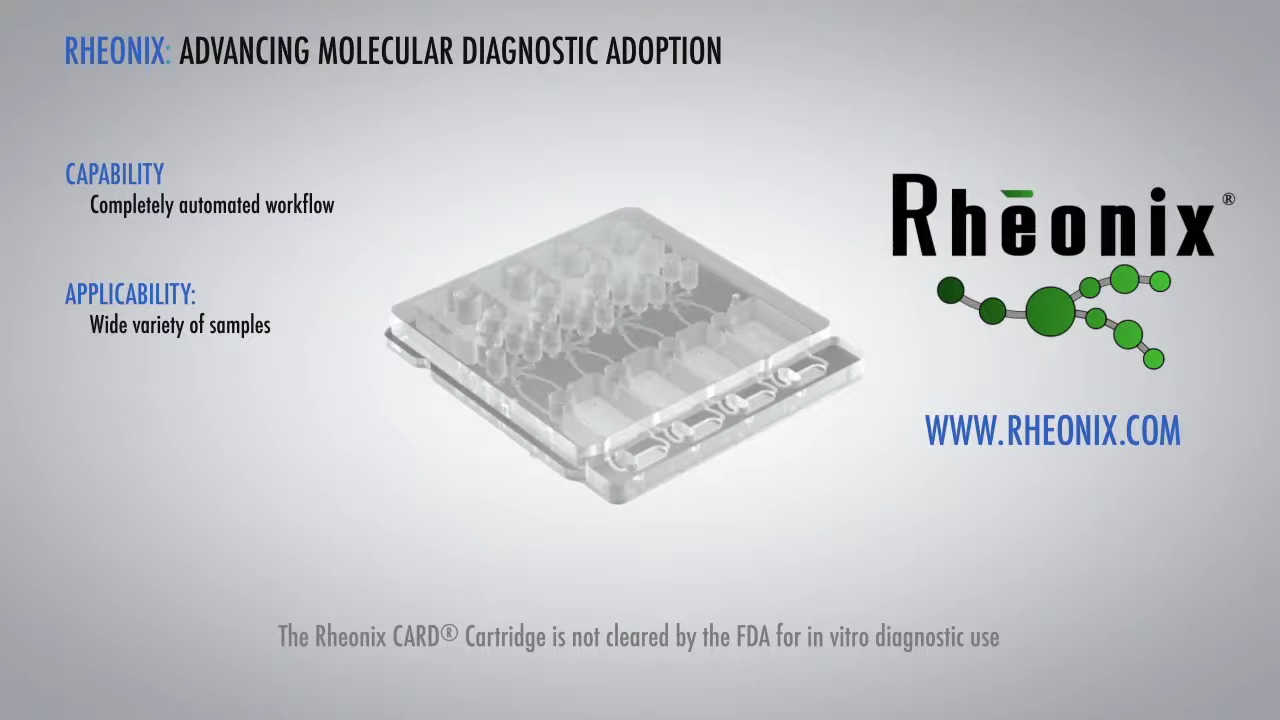 RHEONIX: ADVANCING MOLECULAR DIAGNOSTIC ADOPTION
CAPABILITY
Completely automated workflow
APPLICABILITY:
Wide variety of samples
Rhēonix®
WWW.RHEONIX.COM
The Rheonix CARD® Cartridge is not cleared by the FDA for in vitro diagnostic use